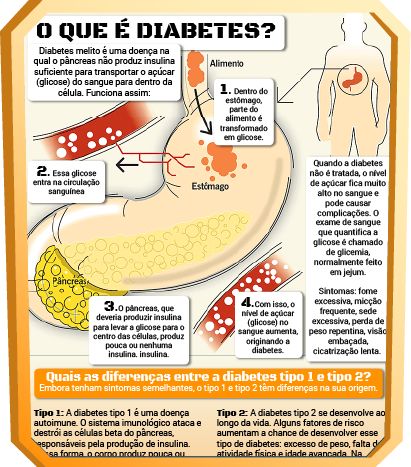 O QUE É DIABETES?
Diabetes melito é uma doença na
qual o pâncreas não produz insulina
suficiente para transportar o açúcar
(glicose) do sangue para dentro da
célula. Funciona assim:
Alimento
1. Dentro do
estômago,
parte do
alimento é
transformado
em glicose.
2. Essa glicose
entra na circulação
sanguínea
Estômago
Pâncreas
3.O pâncreas, que
deveria produzir insulina
para levar a glicose para o
centro das células, produz
pouca ou nenhuma
insulina. insulina.
4.Com isso, o
nível de açúcar
(glicose) no
sangue aumenta,
originando a
diabetes.
Quando a diabetes
não é tratada, o nível
de açúcar fica muito
alto no sangue e
pode causar
complicações. O
exame de sangue
que quantifica a
glicose é chamado
de glicemia,
normalmente feito
em jejum.
Sintomas: fome
excessiva, micção
frequente, sede
excessiva, perda de
peso repentina, visão
embaçada,
cicatrização lenta.
Quais as diferenças entre a diabetes tipo 1 e tipo 2?
Embora tenham sintomas semelhantes, o tipo 1 e tipo 2 têm diferenças na sua origem.
Tipo 1: A diabetes tipo 1 é uma doença
autoimune. O sistema imunológico ataca e
destrói as células beta do pâncreas,
responsáveis pela produção de insulina.
forma, o corpo produz pouca ou
Tipo 2: A diabetes tipo 2 se desenvolve ao
longo da vida. Alguns fatores de risco
aumentam a chance de desenvolver esse
tipo de diabetes: excesso de peso, falta de
atividade física e idade avançada. Na